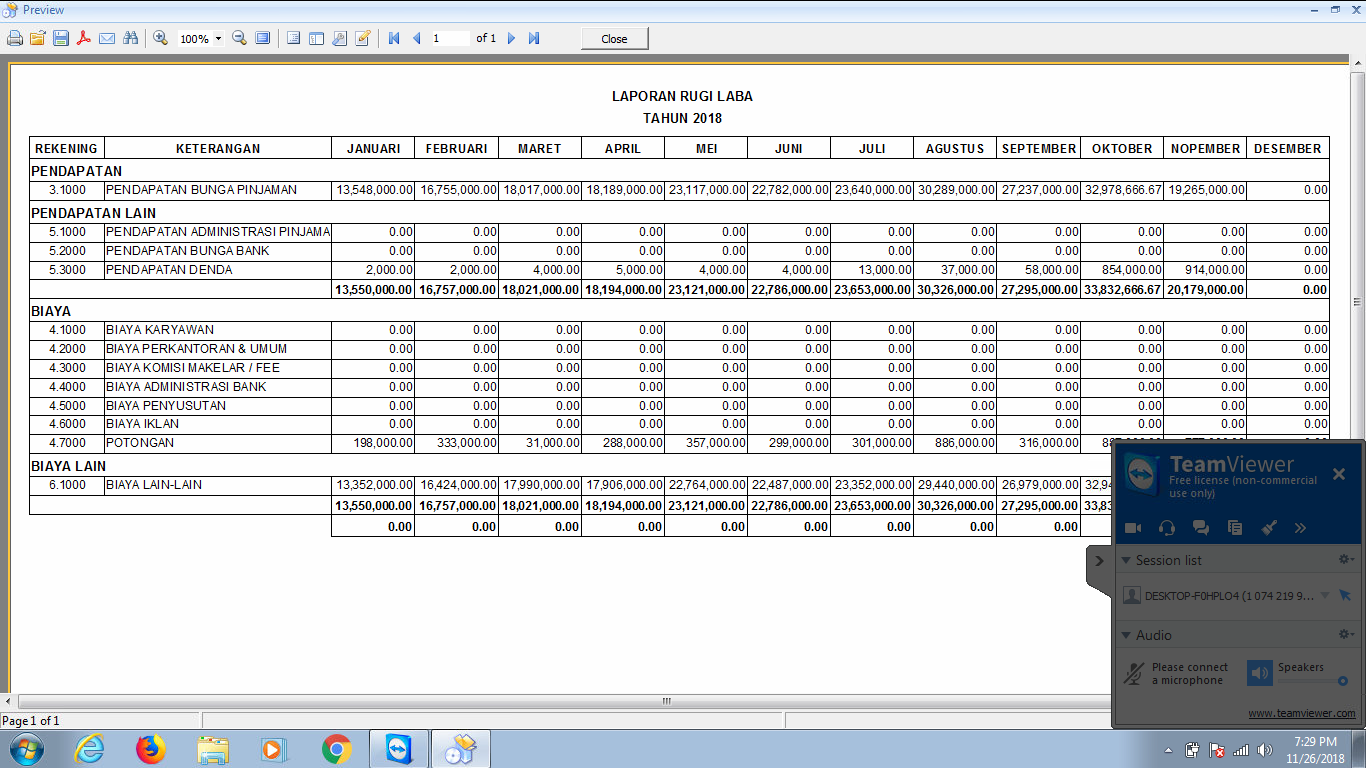 Preview
100% 1 of 1 Close
LAPORAN RUGI LABA
TAHUN 2018
REKENING KETERANGAN JANUARI FEBRUARI MARET APRIL MEI JUNI JULI AGUSTUS SEPTEMBER OKTOBER NOPEMBER DESEMBER
PENDAPATAN
3.1000 PENDAPATAN BUNGA PINJAMAN 13,548,000.00 16,755,000.00 18,017,000.00 18,189,000.00 23,117,000.00 22,782,000.00 23,640,000.00 30,289,000.00 27,237,000.00 32,978,666.67 19,265,000.00 0.00
PENDAPATAN LAIN
5.1000 PENDAPATAN ADMINISTRASI PINJAMA 0.00 0.00 0.00 0.00 0.00 0.00 0.00 0.00 0.00 0.00 0.00 0.00
5.2000 PENDAPATAN BUNGA BANK 0.00 0.00 0.00 0.00 0.00 0.00 0.00 0.00 0.00 0.00 0.00 0.00
5.3000 PENDAPATAN DENDA 2,000.00 2,000.00 4,000.00 5,000.00 4,000.00 4,000.00 13,000.00 37,000.00 58,000.00 854,000.00 914,000.00 0.00
13,550,000.00 16,757,000.00 18,021,000.00 18,194,000.00 23,121,000.00 22,786,000.00 23,653,000.00 30,326,000.00 27,295,000.00 33,832,666.67 20,179,000.00 0.00
BIAYA
4.1000 BIAYA KARYAWAN 0.00 0.00 0.00 0.00 0.00 0.00 0.00 0.00 0.00 0.00 0.00 0.00
4.2000 BIAYA PERKANTORAN & UMUM 0.00 0.00 0.00 0.00 0.00 0.00 0.00 0.00 0.00 0.00 0.00 0.00
4.3000 BIAYA KOMISI MAKELAR / FEE 0.00 0.00 0.00 0.00 0.00 0.00 0.00 0.00 0.00 0.00 0.00 0.00
4.4000 BIAYA ADMINISTRASI BANK 0.00 0.00 0.00 0.00 0.00 0.00 0.00 0.00 0.00 0.00 0.00 0.00
4.5000 BIAYA PENYUSUTAN 0.00 0.00 0.00 0.00 0.00 0.00 0.00 0.00 0.00 0.00 0.00 0.00
4.6000 BIAYA IKLAN 0.00 0.00 0.00 0.00 0.00 0.00 0.00 0.00 0.00 0.00 0.00 0.00
4.7000 POTONGAN 198,000.00 333,000.00 31,000.00 288,000.00 357,000.00 299,000.00 301,000.00 886,000.00 316,000.00
BIAYA LAIN
6.1000 BIAYA LAIN-LAIN 13,352,000.00 16,424,000.00 17,990,000.00 17,906,000.00 22,764,000.00 22,487,000.00 23,352,000.00 29,440,000.00 26,979,000.00 32,94
13,550,000.00 16,757,000.00 18,021,000.00 18,194,000.00 23,121,000.00 22,786,000.00 23,653,000.00 30,326,000.00 27,295,000.00 33,83
0.00 0.00 0.00 0.00 0.00 0.00 0.00 0.00 0.00
TeamViewer
Free license (non-commercial
use only)
Session list
DESKTOP-F0HPLO4 (1 074 219 9...
Audio
Please connect
a microphone
Speakers
www.teamviewer.com
Page 1 of 1
7:29 PM
11/26/2018